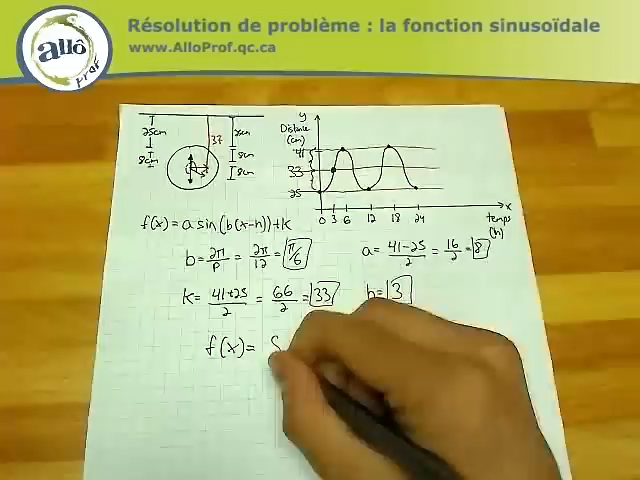 Résolution de problème : la fonction sinusoïdale
www.AlloProf.qc.ca
allô prof
25cm
8cm
37
8cm
8cm
y
Distance (cm)
41
33
25
0 3 6 12 18 24
x
temps (h)
f(x)= a sin(b(x-h))+k
b= 2π/P = 2π/12 = π/6
a= 41-25/2 = 16/2 = 8
k= 41+25/2 = 66/2 = 33
h= 3
f(x)=